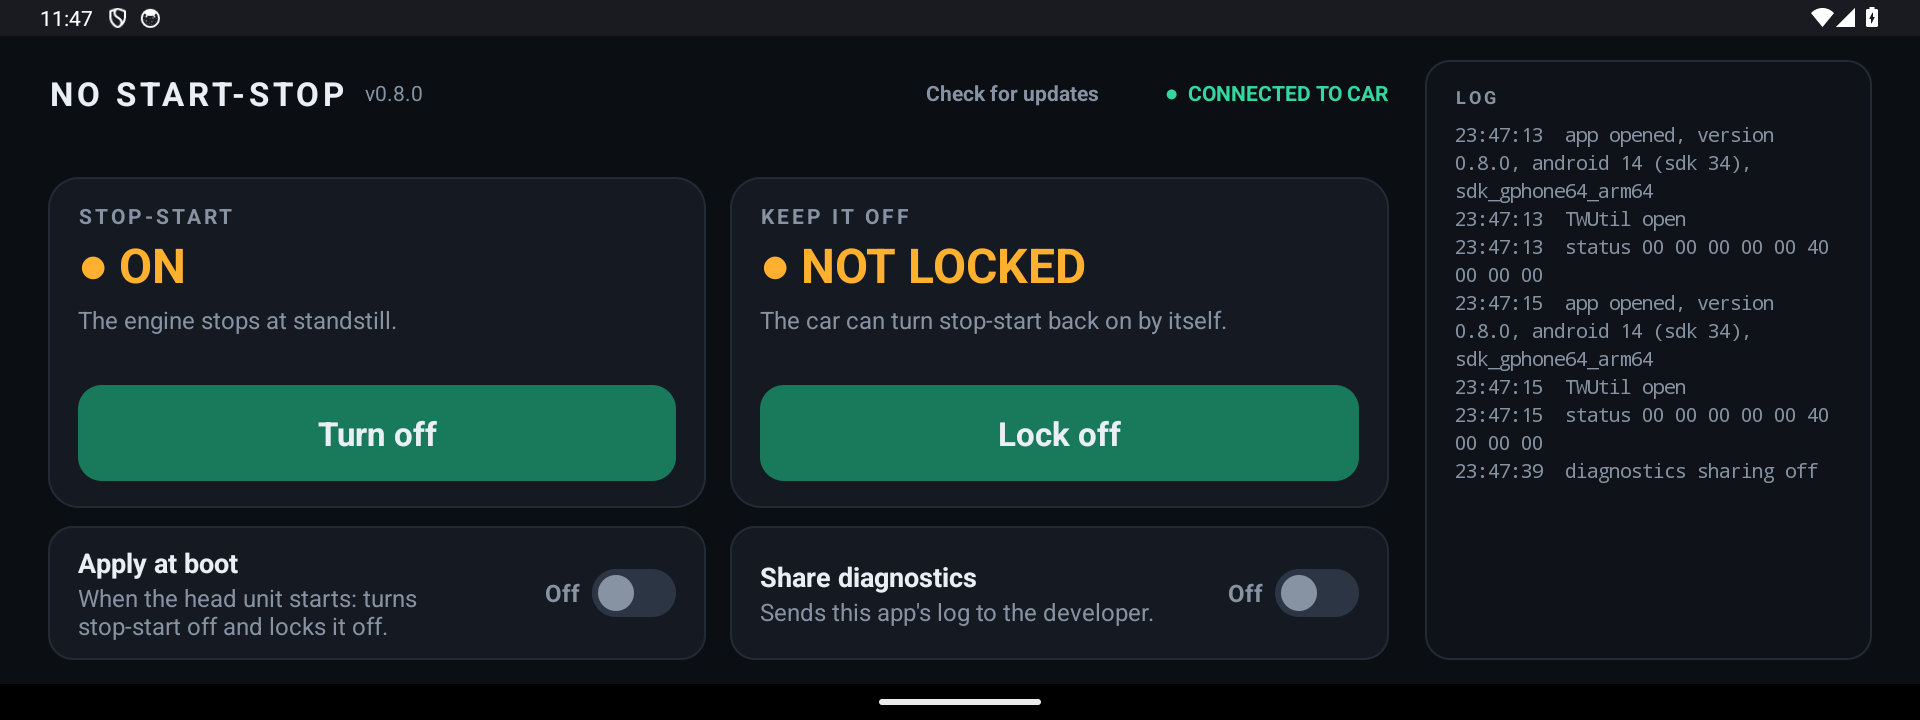 11:47
NO START-STOP v0.8.0
Check for updates
● CONNECTED TO CAR
STOP-START
● ON
The engine stops at standstill.
Turn off
KEEP IT OFF
● NOT LOCKED
The car can turn stop-start back on by itself.
Lock off
Apply at boot
When the head unit starts: turns
stop-start off and locks it off.
Off
Share diagnostics
Sends this app's log to the developer.
Off
LOG
23:47:13  app opened, version
0.8.0, android 14 (sdk 34),
sdk_gphone64_arm64
23:47:13  TWUtil open
23:47:13  status 00 00 00 00 00 40
00 00 00
23:47:15  app opened, version
0.8.0, android 14 (sdk 34),
sdk_gphone64_arm64
23:47:15  TWUtil open
23:47:15  status 00 00 00 00 00 40
00 00 00
23:47:39  diagnostics sharing off